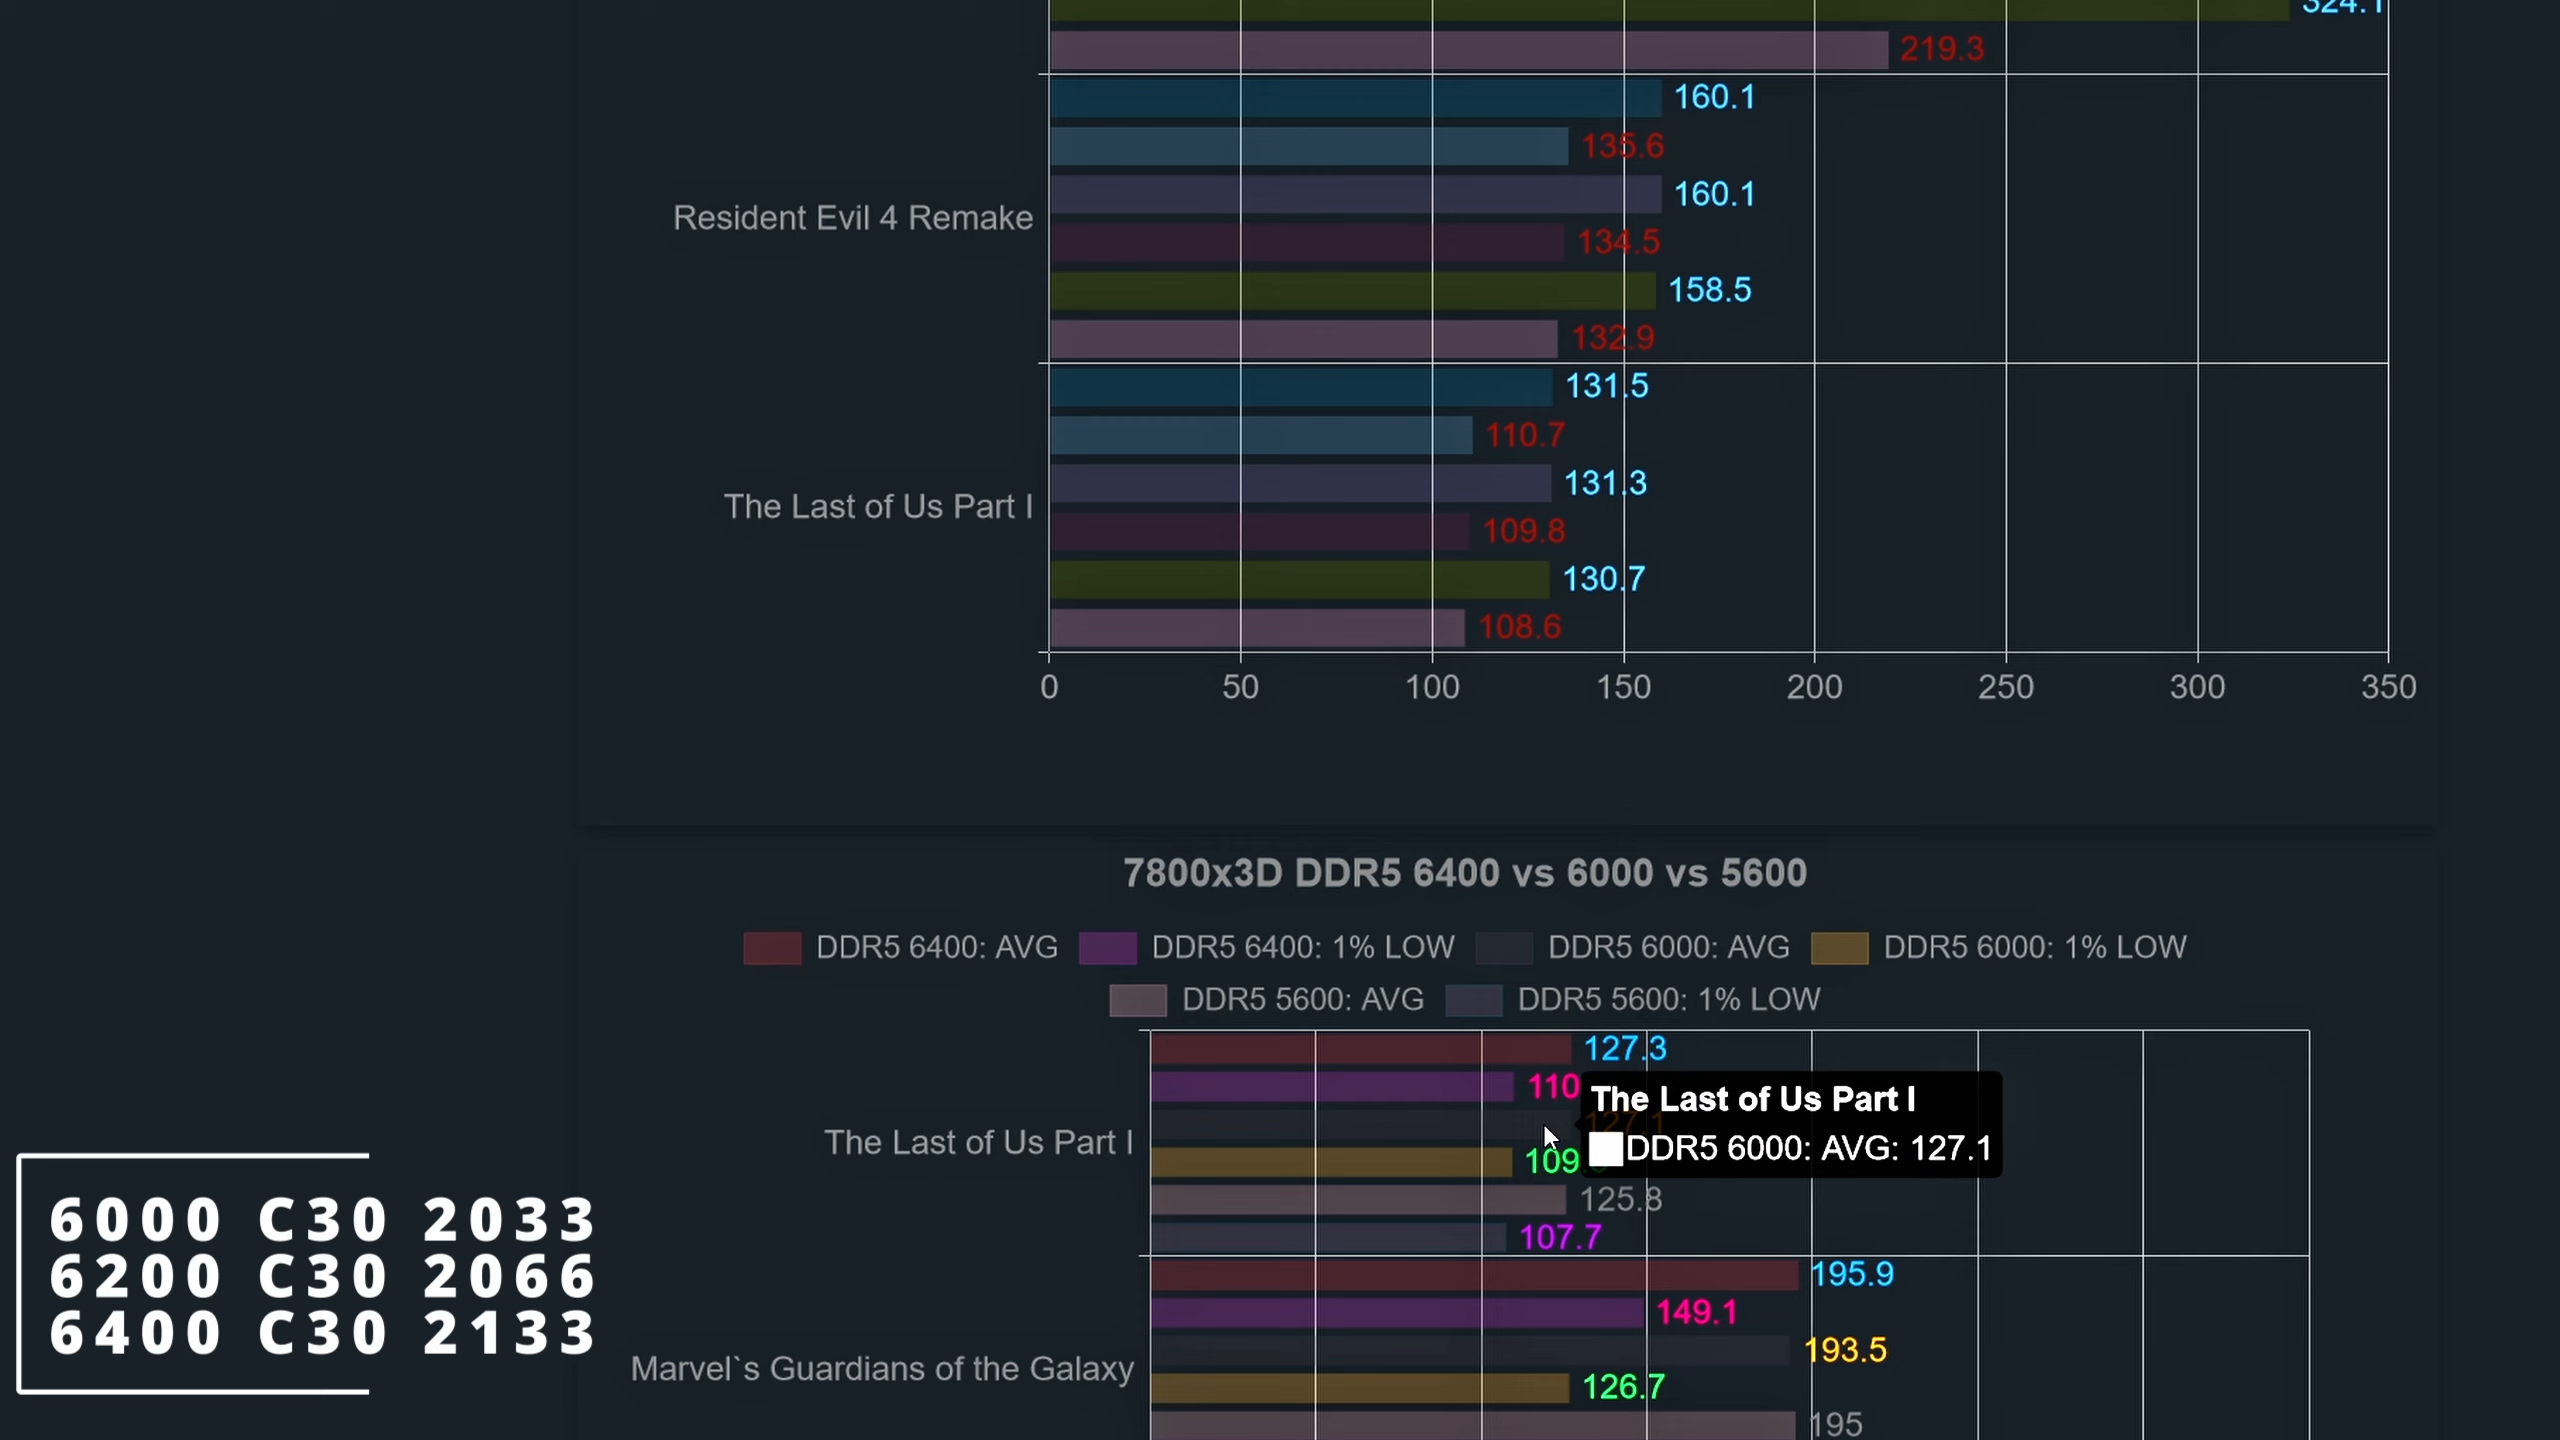 324.1
219.3
160.1
135.6
160.1
Resident Evil 4 Remake
134.5
158.5
132.9
131.5
110.7
131.3
The Last of Us Part I
109.8
130.7
108.6
0 50 100 150 200 250 300 350
7800x3D DDR5 6400 vs 6000 vs 5600
DDR5 6400: AVG DDR5 6400: 1% LOW DDR5 6000: AVG DDR5 6000: 1% LOW
DDR5 5600: AVG DDR5 5600: 1% LOW
127.3
110
The Last of Us Part I
127.1
The Last of Us Part I
DDR5 6000: AVG: 127.1
109
125.8
107.7
195.9
149.1
193.5
Marvel`s Guardians of the Galaxy
126.7
195
6000 C30 2033
6200 C30 2066
6400 C30 2133